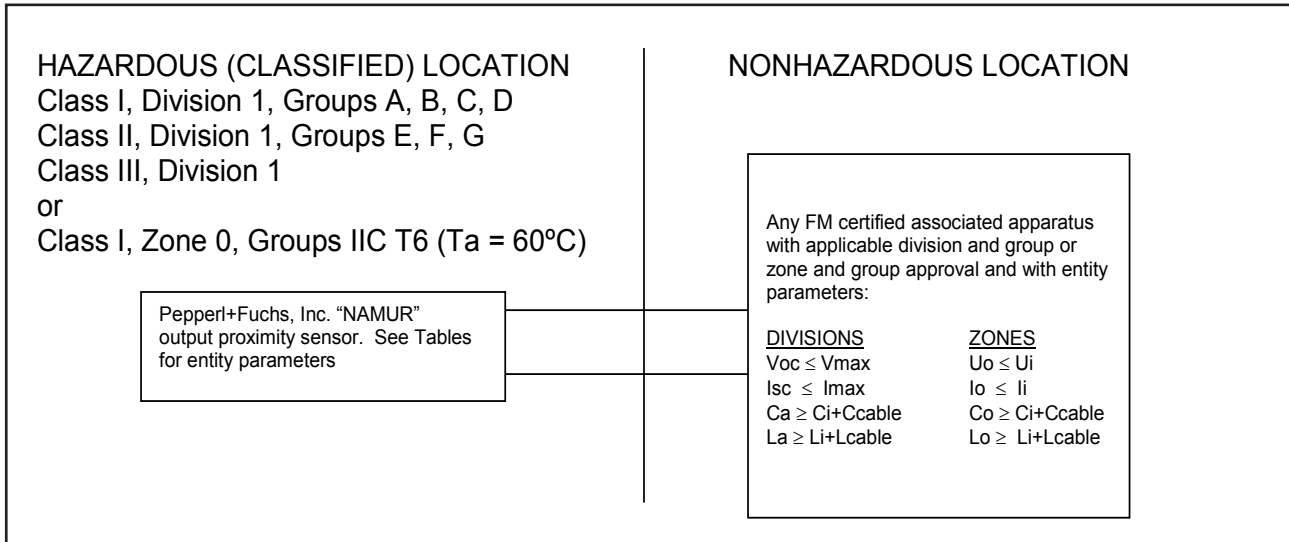 HAZARDOUS (CLASSIFIED) LOCATION
Class I, Division 1, Groups A, B, C, D
Class II, Division 1, Groups E, F, G
Class III, Division 1
or
Class I, Zone 0, Groups IIC T6 (Ta = 60ºC)
Pepperl+Fuchs, Inc. “NAMUR”
output proximity sensor.  See Tables
for entity parameters
NONHAZARDOUS LOCATION
Any FM certified associated apparatus
with applicable division and group or
zone and group approval and with entity
parameters:
DIVISIONS ZONES
Voc ≤ Vmax Uo ≤ Ui
Isc ≤ Imax Io ≤ Ii
Ca ≥ Ci+Ccable Co ≥ Ci+Ccable
La ≥ Li+Lcable Lo ≥ Li+Lcable